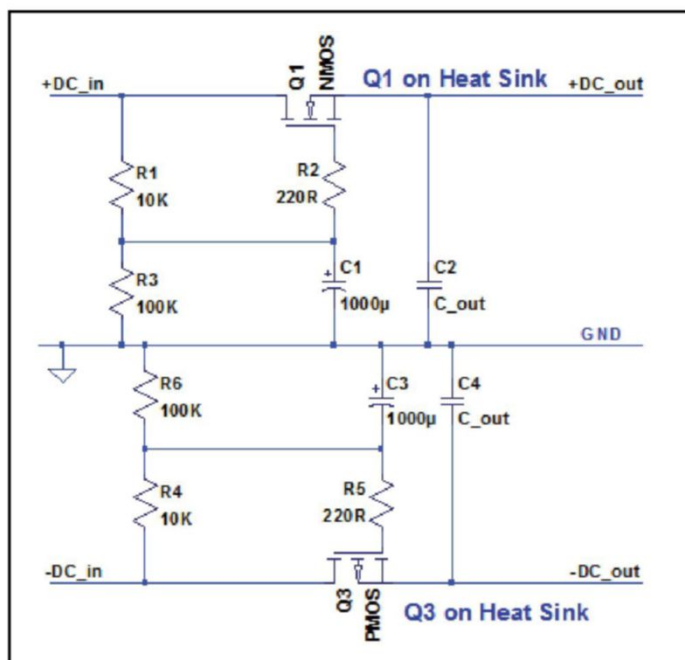 Q1
NMOS
Q1 on Heat Sink
+DC_in
+DC_out
R1
10K
R2
220R
R3
100K
+
C1
1000µ
C2
C_out
GND
R6
100K
+
C3
1000µ
C4
C_out
R4
10K
R5
220R
-DC_in
-DC_out
Q3
PMOS
Q3 on Heat Sink